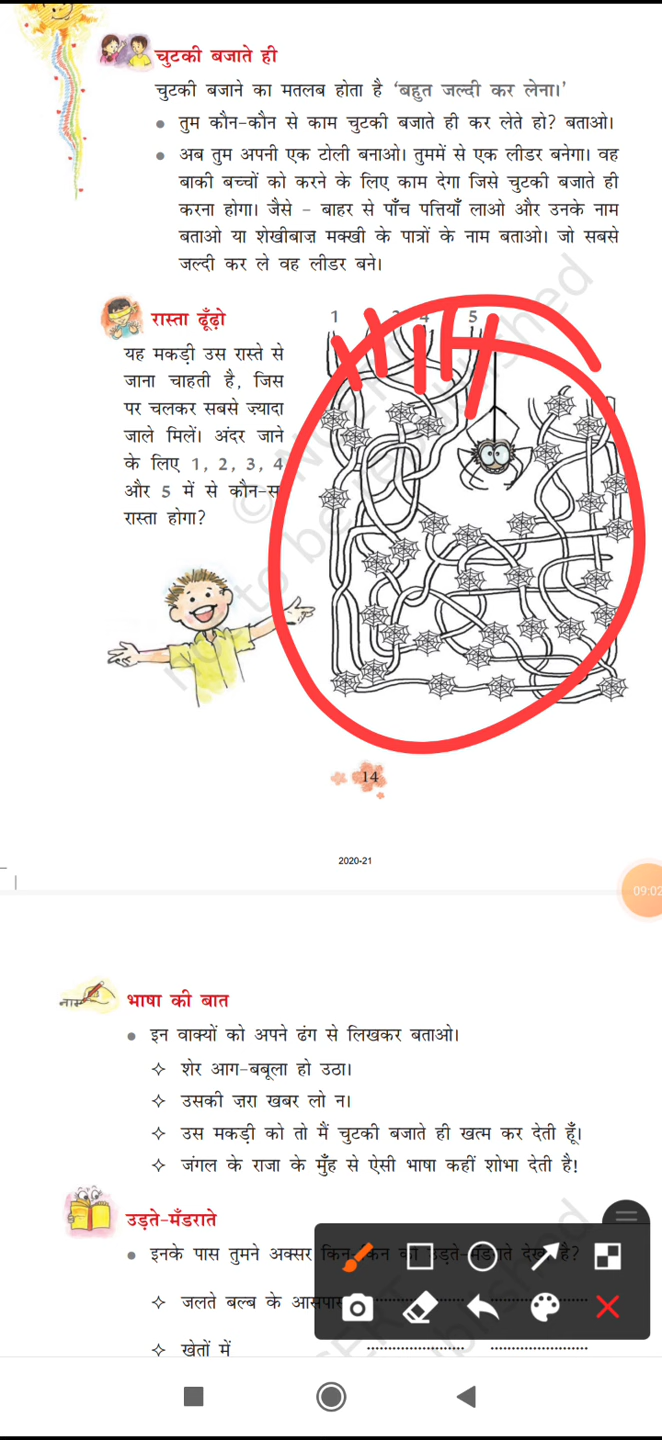 चुटकी बजाते ही
चुटकी बजाने का मतलब होता है ‘बहुत जल्दी कर लेना।’
● तुम कौन-कौन से काम चुटकी बजाते ही कर लेते हो? बताओ।
● अब तुम अपनी एक टोली बनाओ। तुममें से एक लीडर बनेगा। वह
बाकी बच्चों को करने के लिए काम देगा जिसे चुटकी बजाते ही
करना होगा। जैसे – बाहर से पाँच पत्तियाँ लाओ और उनके नाम
बताओ या शेखीबाज़ मक्खी के पात्रों के नाम बताओ। जो सबसे
जल्दी कर ले वह लीडर बने।
रास्ता ढूँढ़ो
यह मकड़ी उस रास्ते से
जाना चाहती है, जिस
पर चलकर सबसे ज़्यादा
जाले मिलें। अंदर जाने
के लिए 1, 2, 3, 4
और 5 में से कौन-स
रास्ता होगा?
1 4 5
14
2020-21
09:02
भाषा की बात
● इन वाक्यों को अपने ढंग से लिखकर बताओ।
✧ शेर आग-बबूला हो उठा।
✧ उसकी ज़रा खबर लो न।
✧ उस मकड़ी को तो मैं चुटकी बजाते ही खत्म कर देती हूँ।
✧ जंगल के राजा के मुँह से ऐसी भाषा कहीं शोभा देती है!
उड़ते-मँडराते
● इनके पास तुमने अक्सर किन-किन को उड़ते-मँडराते देखा है?
✧ जलते बल्ब के आसपास
✧ खेतों में